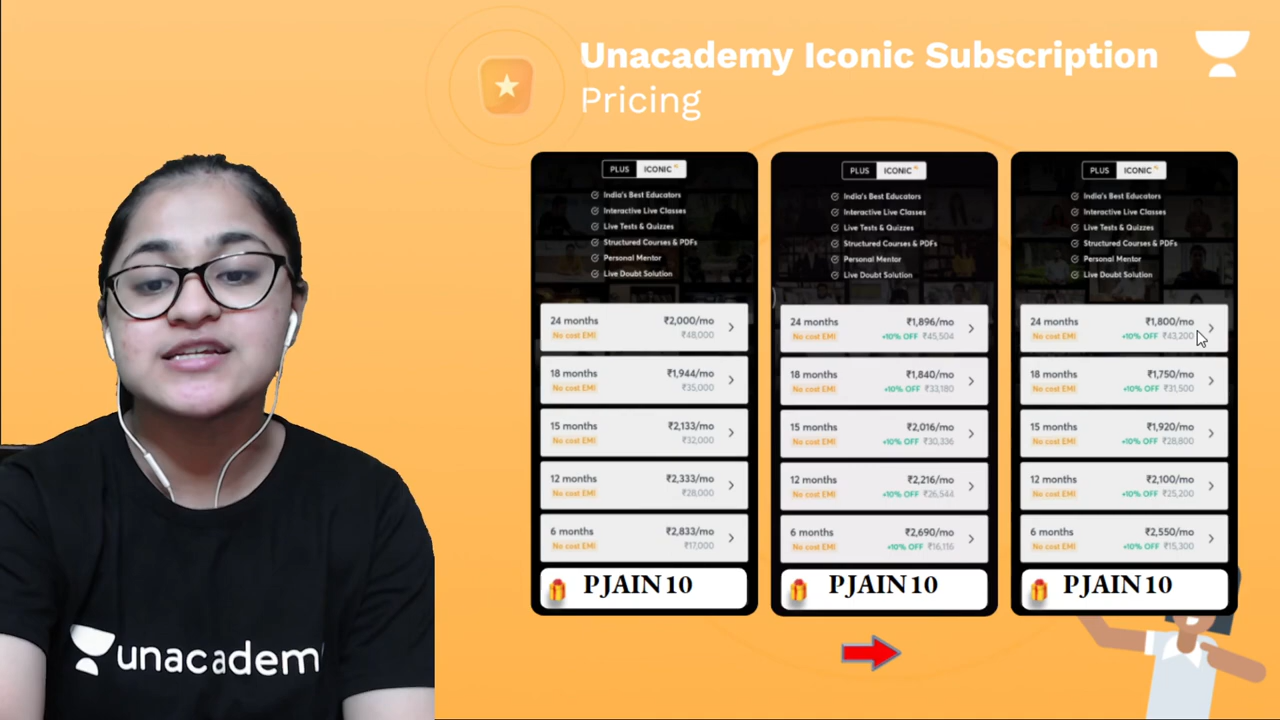 Unacademy Iconic Subscription
Pricing
PLUS ICONIC
India's Best Educators
Interactive Live Classes
Live Tests & Quizzes
Structured Courses & PDFs
Personal Mentor
Live Doubt Solution
24 months ₹2,000/mo
No cost EMI ₹48,000
18 months ₹1,944/mo
No cost EMI ₹35,000
15 months ₹2,133/mo
No cost EMI ₹32,000
12 months ₹2,333/mo
No cost EMI ₹28,000
6 months ₹2,833/mo
No cost EMI ₹17,000
PJAIN10
PLUS ICONIC
India's Best Educators
Interactive Live Classes
Live Tests & Quizzes
Structured Courses & PDFs
Personal Mentor
Live Doubt Solution
24 months ₹1,896/mo
No cost EMI +10% OFF ₹45,504
18 months ₹1,840/mo
No cost EMI +10% OFF ₹33,180
15 months ₹2,016/mo
No cost EMI +10% OFF ₹30,336
12 months ₹2,216/mo
No cost EMI +10% OFF ₹26,544
6 months ₹2,690/mo
No cost EMI +10% OFF ₹16,116
PJAIN10
PLUS ICONIC
India's Best Educators
Interactive Live Classes
Live Tests & Quizzes
Structured Courses & PDFs
Personal Mentor
Live Doubt Solution
24 months ₹1,800/mo
No cost EMI +10% OFF ₹43,200
18 months ₹1,750/mo
No cost EMI +10% OFF ₹31,500
15 months ₹1,920/mo
No cost EMI +10% OFF ₹28,800
12 months ₹2,100/mo
No cost EMI +10% OFF ₹25,200
6 months ₹2,550/mo
No cost EMI +10% OFF ₹15,300
PJAIN10
unacadem